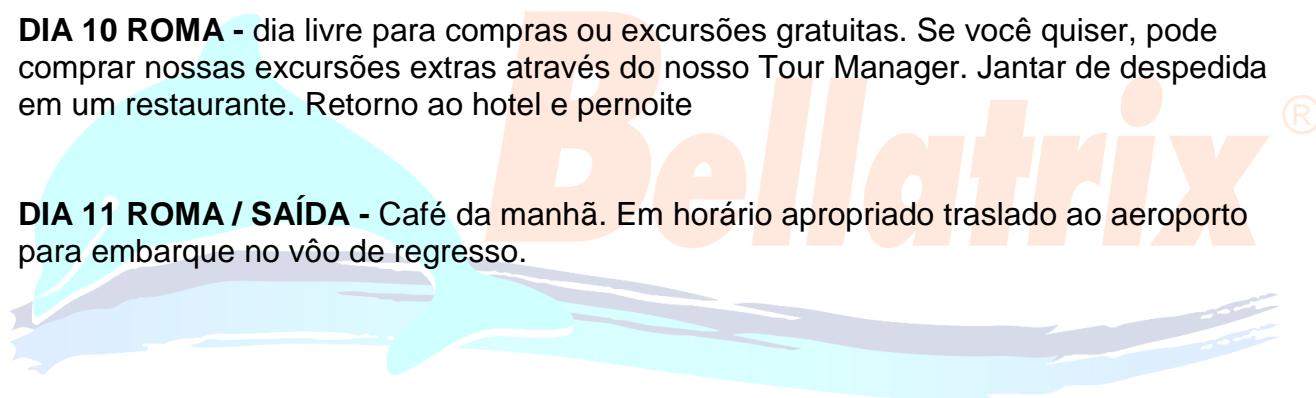 DIA 10 ROMA - dia livre para compras ou excursões gratuitas. Se você quiser, pode
comprar nossas excursões extras através do nosso Tour Manager. Jantar de despedida
em um restaurante. Retorno ao hotel e pernoite
Bellatrix®
DIA 11 ROMA / SAÍDA - Café da manhã. Em horário apropriado traslado ao aeroporto
para embarque no vôo de regresso.